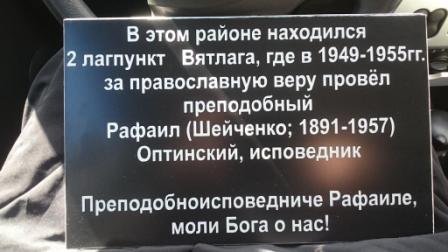 В этом районе находился
2 лагпункт Вятлага, где в 1949-1955гг.
за православную веру провёл
преподобный
Рафаил (Шейченко; 1891-1957)
Оптинский, исповедник
Преподобноисповедниче Рафаиле,
моли Бога о нас!